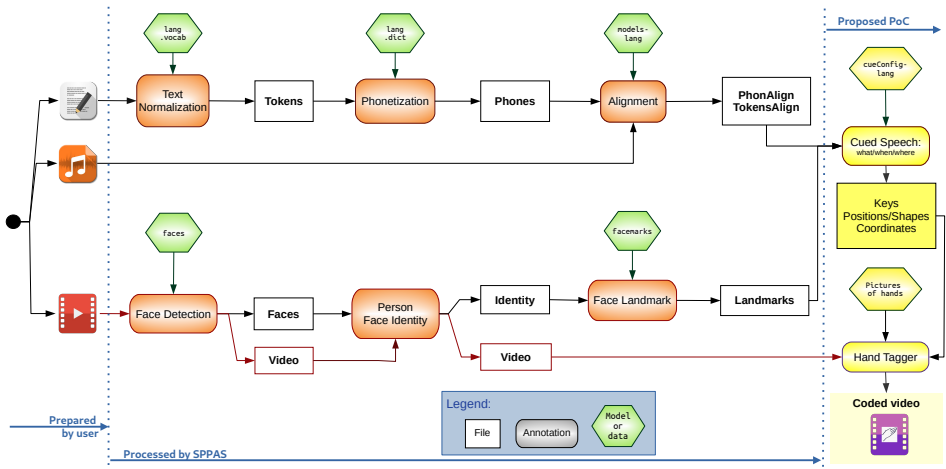 Proposed PoC
lang
.vocab
lang
.dict
models-
lang
cueConfig-
lang
Text
Normalization
Tokens
Phonetization
Phones
Alignment
PhonAlign
TokensAlign
Cued Speech:
what/when/where
Keys
Positions/Shapes
Coordinates
faces
facemarks
Pictures
of hands
Face Detection
Faces
Person
Face Identity
Identity
Face Landmark
Landmarks
Video
Video
Hand Tagger
Coded video
Legend:
File
Annotation
Model
or
data
Prepared
by user
Processed by SPPAS